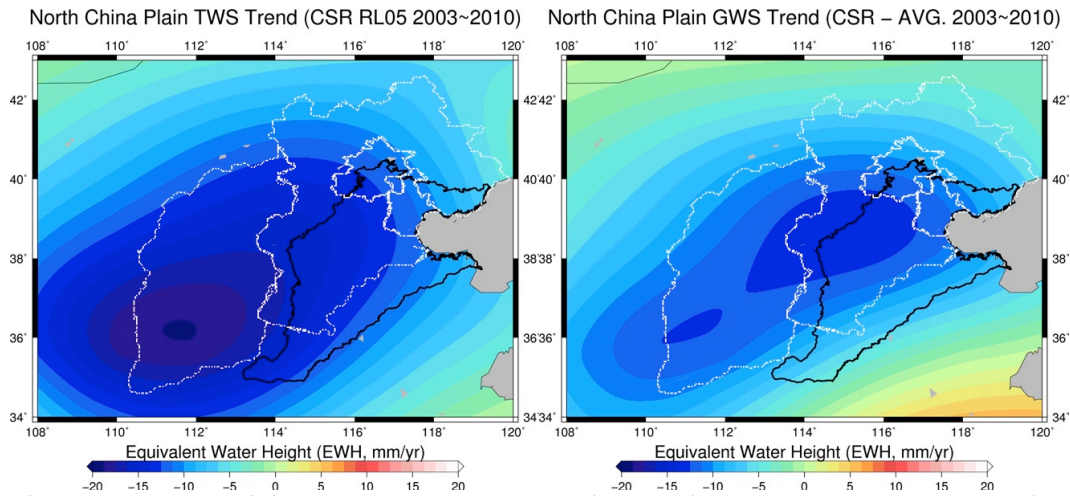 North China Plain TWS Trend (CSR RL05 2003~2010)
North China Plain GWS Trend (CSR − AVG. 2003~2010)
108° 110° 112° 114° 116° 118° 120°
108° 110° 112° 114° 116° 118° 120°
42° 42° 42° 42°
40° 40° 40° 40°
38° 38° 38° 38°
36° 36° 36° 36°
34° 34° 34° 34°
108° 110° 112° 114° 116° 118° 120°
108° 110° 112° 114° 116° 118° 120°
Equivalent Water Height (EWH, mm/yr)
Equivalent Water Height (EWH, mm/yr)
−20 −15 −10 −5 0 5 10 15 20
−20 −15 −10 −5 0 5 10 15 20